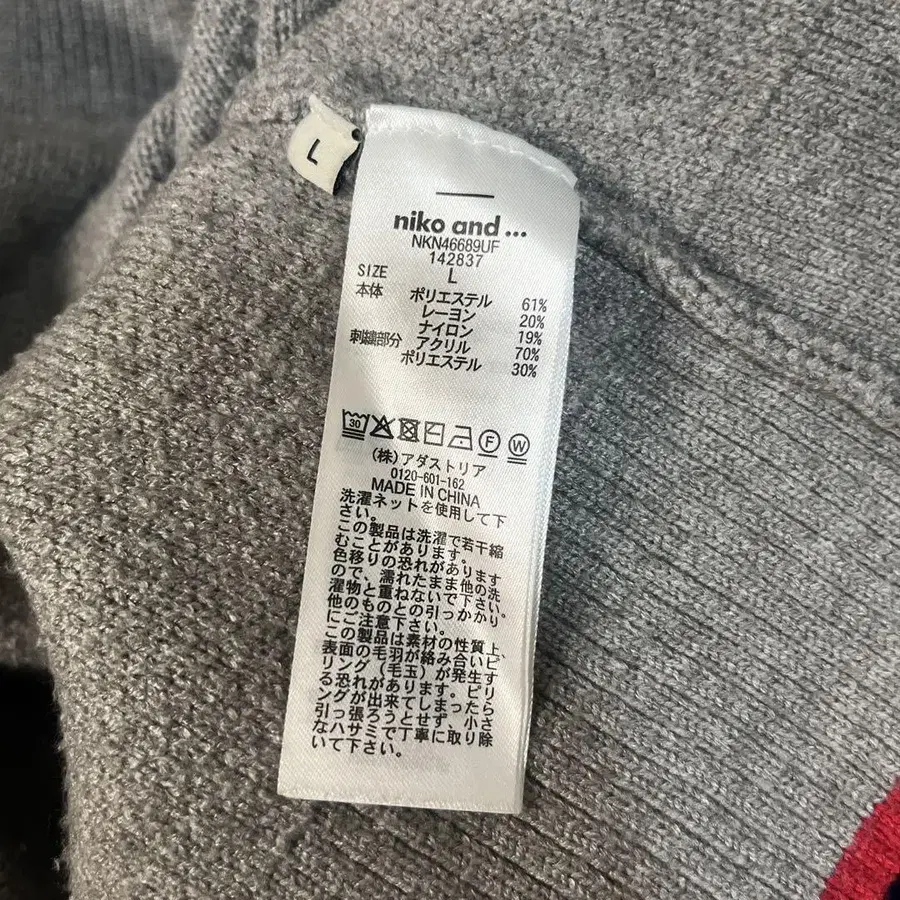 L
niko and...
NKN46689UF
142837
SIZE L
本体 ポリエステル 61%
レーヨン 20%
ナイロン 19%
刺繍部分 アクリル 70%
ポリエステル 30%
30 F W
(株)アダストリア
0120-601-162
MADE IN CHINA
洗濯ネットを使用して下
さい。
この製品は洗濯で若干縮
むことがあります。
色移りの恐れがあります
ので、濡れたまま他の洗
濯物と重ねないで下さい。
他のものとの引っかかり
にご注意下さい。
この製品は素材の性質上、
表面の毛羽が絡み合いピ
リング(毛玉)が発生す
る恐れがあります。ピリ
ングが出来てしまったら
引っ張ろうとせず、小さ
なハサミで丁寧に取り除
いて下さい。